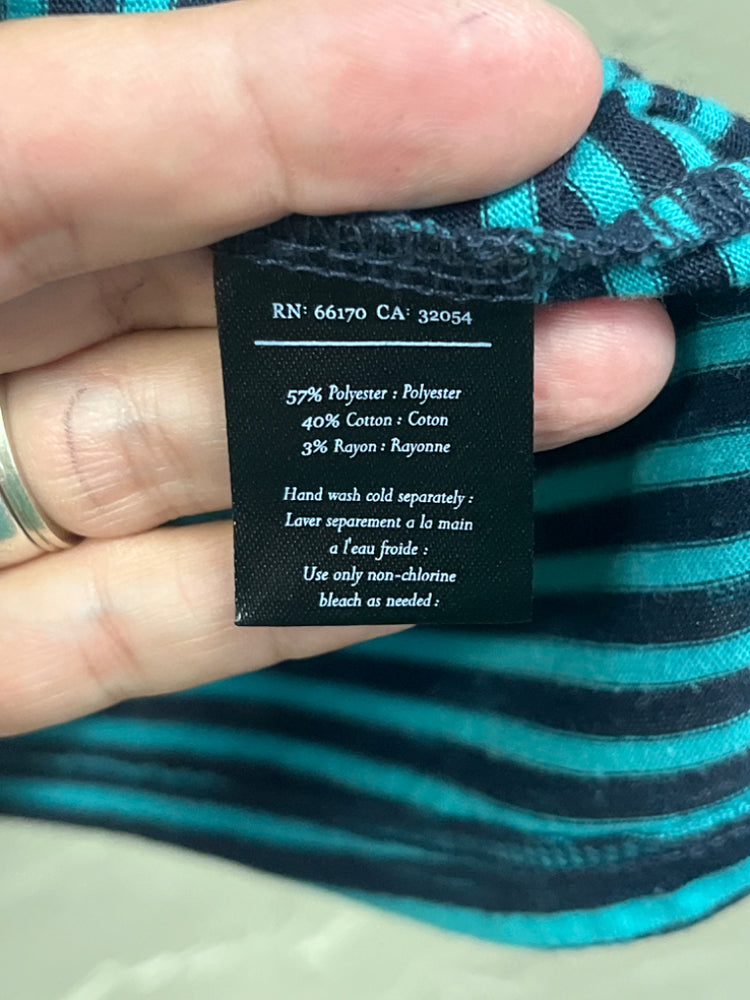 RN: 66170 CA: 32054
57% Polyester : Polyester
40% Cotton : Coton
3% Rayon : Rayonne
Hand wash cold separately :
Laver separement a la main
a l'eau froide :
Use only non-chlorine
bleach as needed :